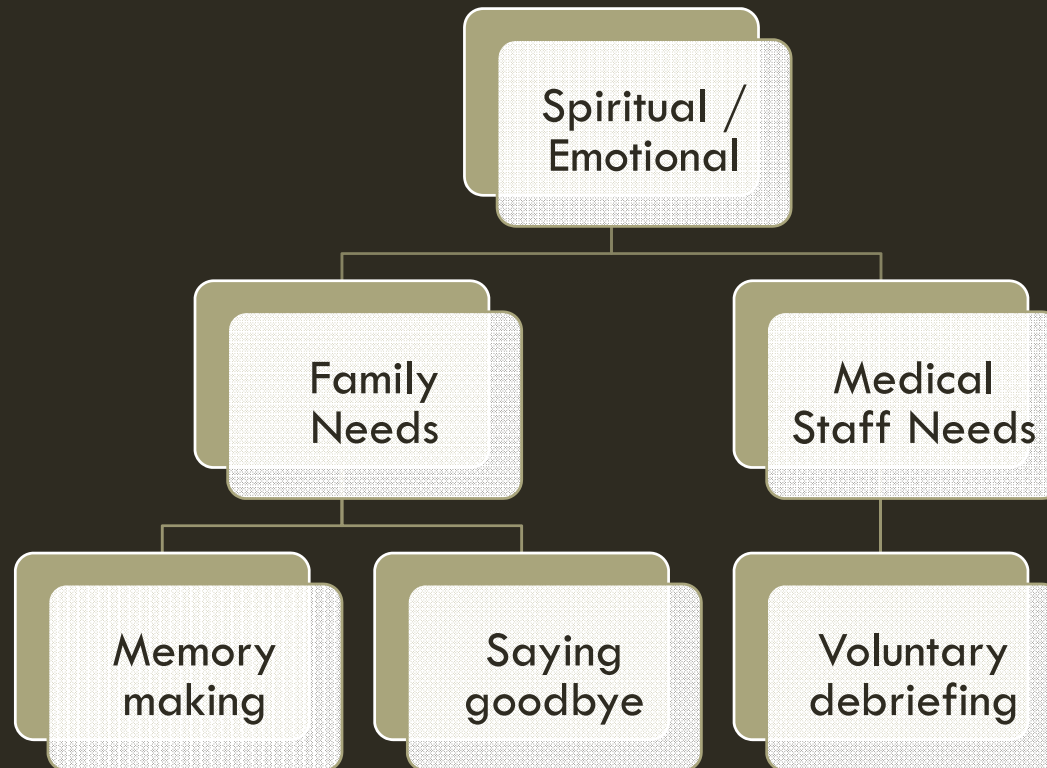 Spiritual /
Emotional
Family
Needs
Medical
Staff Needs
Memory
making
Saying
goodbye
Voluntary
debriefing